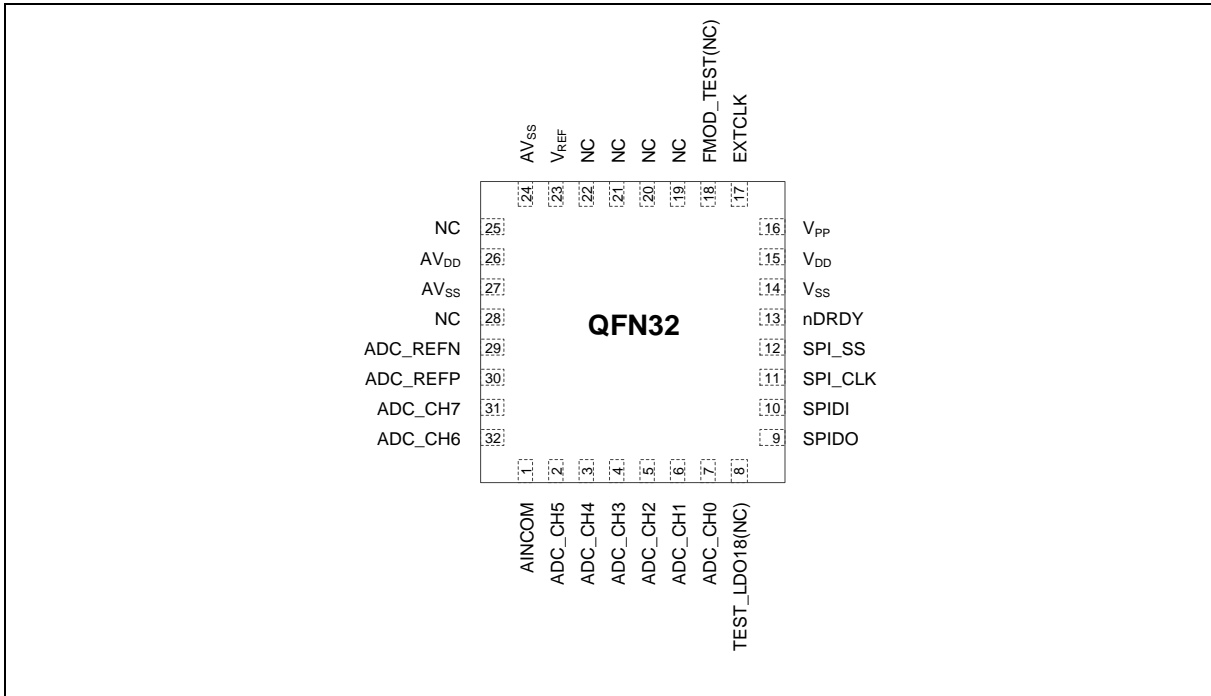 AVSS
VREF
NC
NC
NC
NC
FMOD_TEST(NC)
EXTCLK
24
23
22
21
20
19
18
17
NC 25
AVDD 26
AVSS 27
NC 28
ADC_REFN 29
ADC_REFP 30
ADC_CH7 31
ADC_CH6 32
QFN32
16 VPP
15 VDD
14 VSS
13 nDRDY
12 SPI_SS
11 SPI_CLK
10 SPIDI
9 SPIDO
1
2
3
4
5
6
7
8
AINCOM
ADC_CH5
ADC_CH4
ADC_CH3
ADC_CH2
ADC_CH1
ADC_CH0
TEST_LDO18(NC)